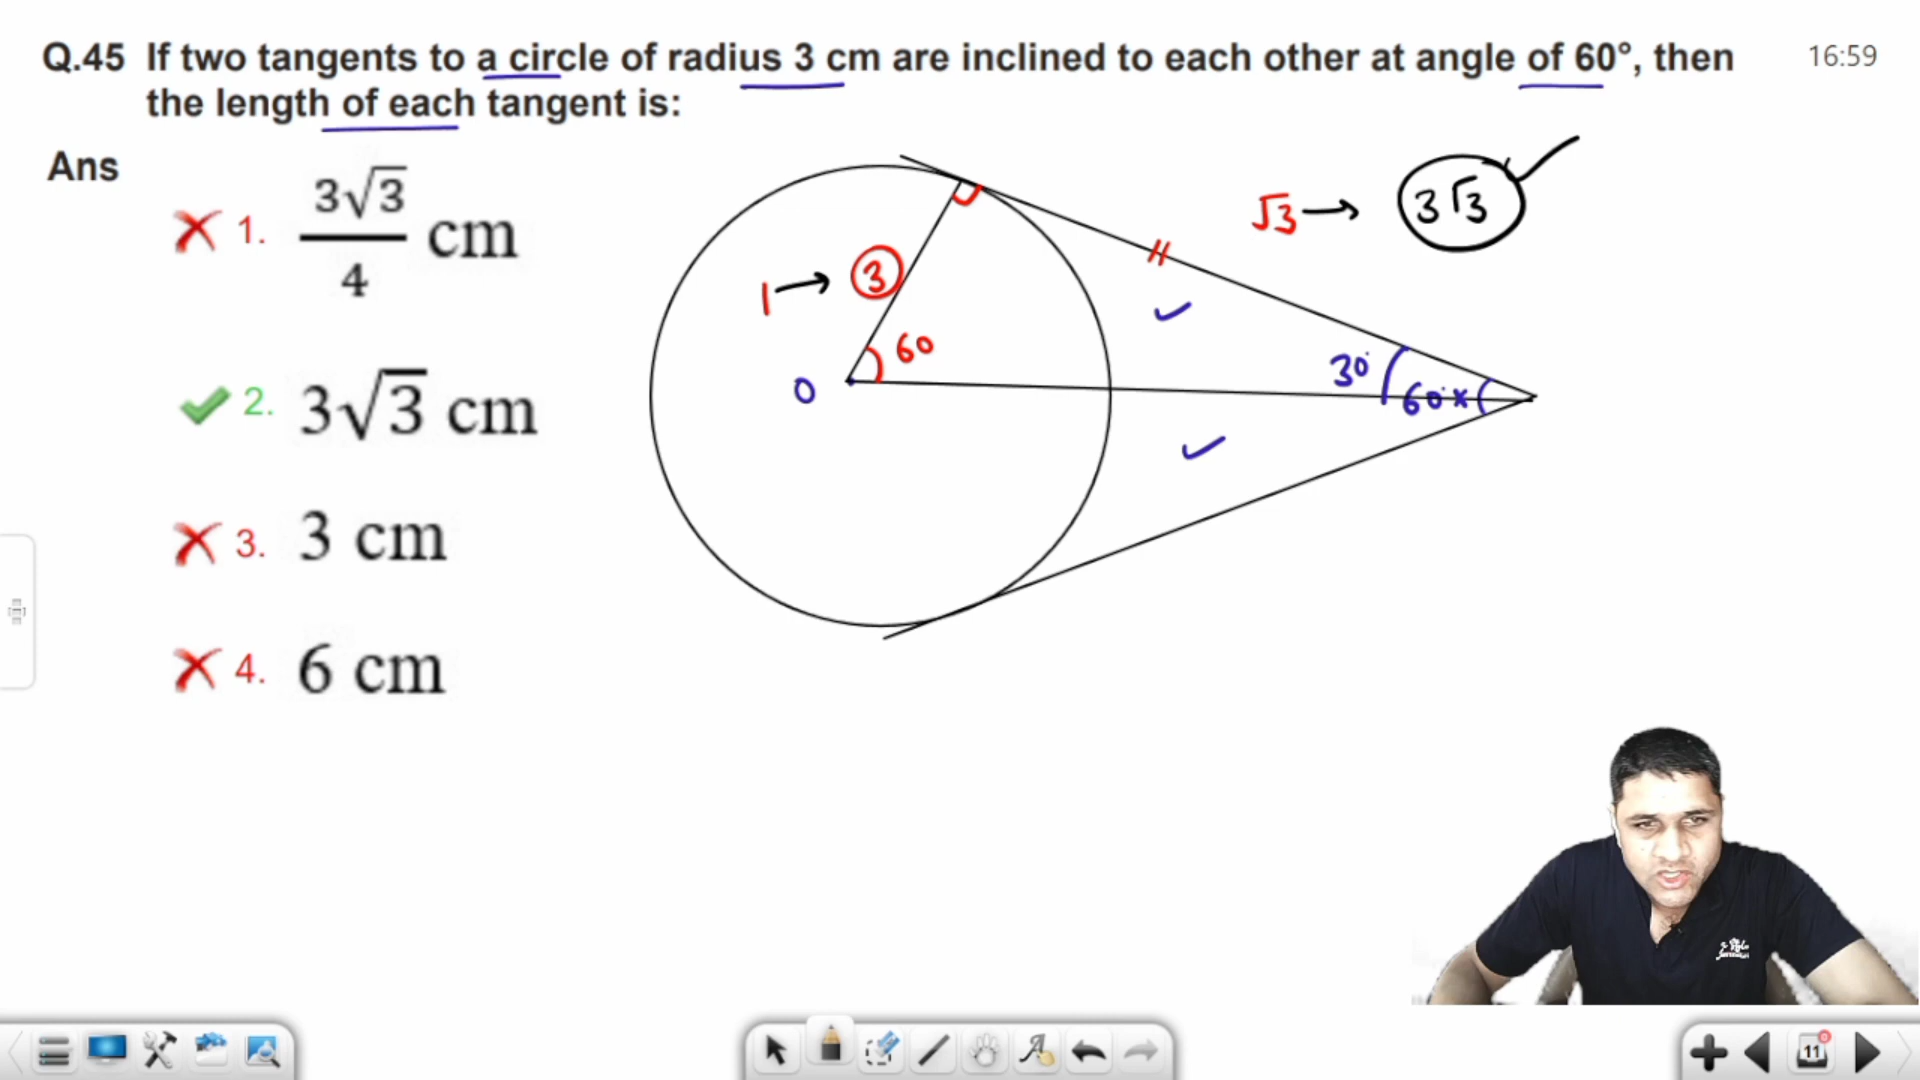 Q.45 If two tangents to a circle of radius 3 cm are inclined to each other at angle of 60°, then
the length of each tangent is:
16:59
Ans
1. 3√3/4 cm
2. 3√3 cm
3. 3 cm
4. 6 cm
√3 → 3√3
1 → 3
60
O
30°
60° x
11
0